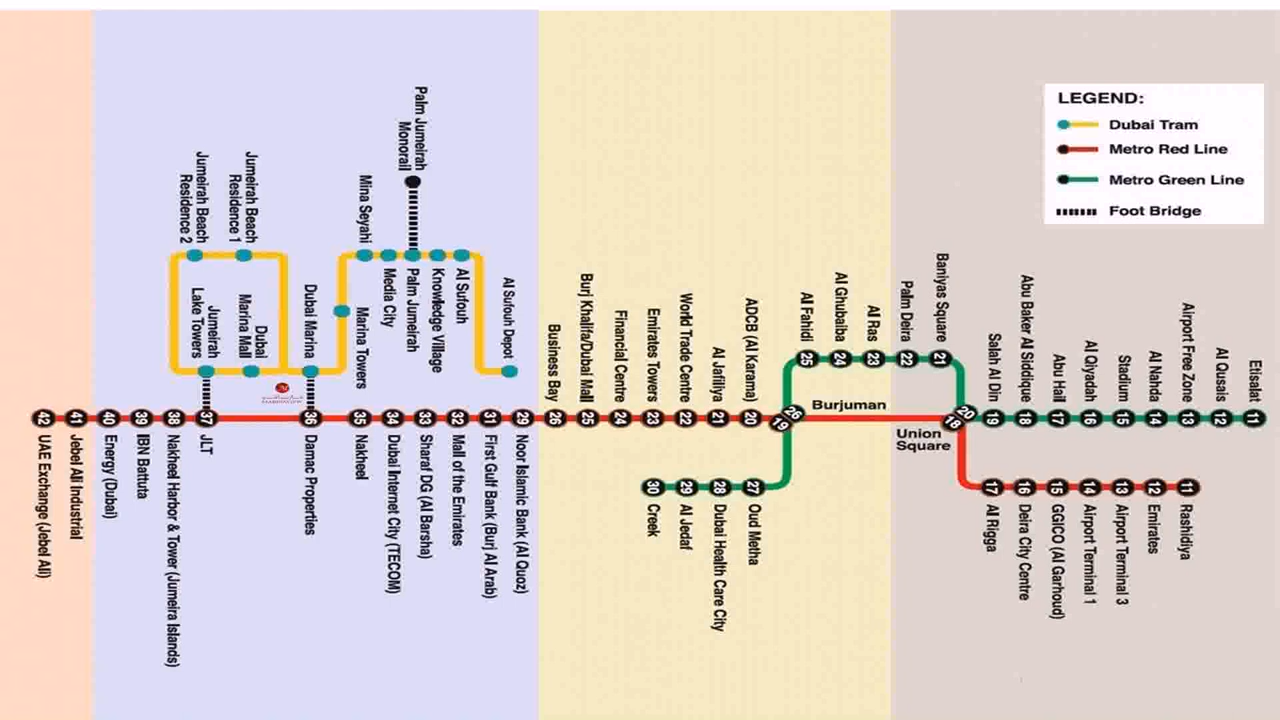 LEGEND:
Dubai Tram
Metro Red Line
Metro Green Line
Foot Bridge
Palm Jumeirah
Monorail
Jumeirah Beach
Residence 2
Jumeirah Beach
Residence 1
Mina Seyahi
Jumeirah
Lake Towers
Dubai
Marina Mall
Dubai Marina
Marina Towers
Media City
Palm Jumeirah
Knowledge Village
Al Sufouh
Al Sufouh Depot
Business Bay
Burj Khalifa/Dubai Mall
Financial Centre
Emirates Towers
World Trade Centre
Al Jafiliya
ADCB (Al Karama)
Al Fahidi
Al Ghubaiba
Al Ras
Palm Deira
Baniyas Square
Salah Al Din
Abu Baker Al Siddique
Abu Hail
Al Qiyadah
Stadium
Al Nahda
Airport Free Zone
Al Qusais
Etisalat
25
24
23
22
21
Burjuman
Union
Square
42
41
40
39
38
37
36
35
34
33
32
31
29
26
25
24
23
22
21
20
26
19
20
18
19
18
17
16
15
14
13
12
11
30
29
28
27
17
16
15
14
13
12
11
UAE Exchange (Jebel Ali)
Jebel Ali Industrial
Energy (Dubai)
IBN Battuta
Nakheel Harbor & Tower (Jumeira Islands)
JLT
Damac Properties
Nakheel
Dubai Internet City (TECOM)
Sharaf DG (Al Barsha)
Mall of the Emirates
First Gulf Bank (Burj Al Arab)
Noor Islamic Bank (Al Quoz)
Creek
Al Jedaf
Dubai Health Care City
Oud Metha
Al Rigga
Deira City Centre
GGICO (Al Garhoud)
Airport Terminal 1
Airport Terminal 3
Emirates
Rashidiya